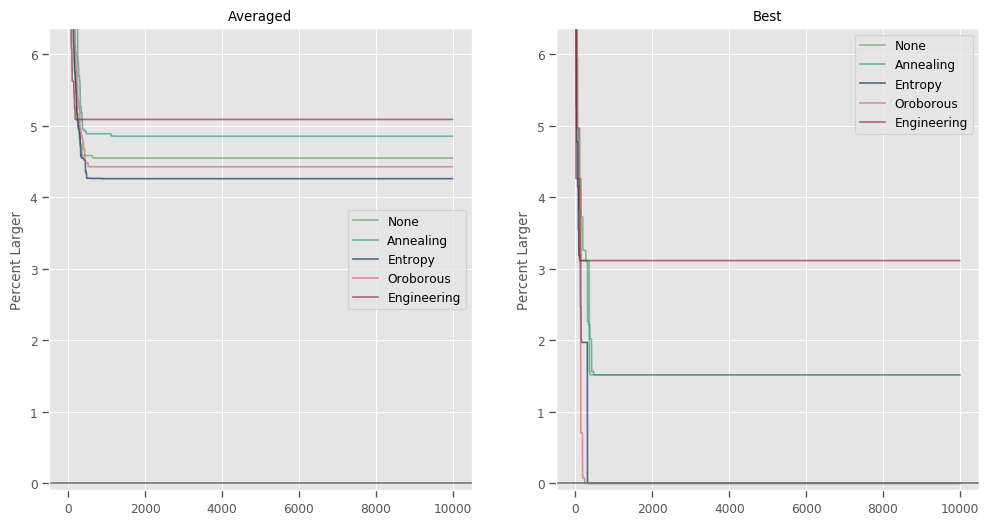 Averaged
Percent Larger
6
5
4
3
2
1
0
0 2000 4000 6000 8000 10000
None
Annealing
Entropy
Oroborous
Engineering
Best
Percent Larger
6
5
4
3
2
1
0
0 2000 4000 6000 8000 10000
None
Annealing
Entropy
Oroborous
Engineering